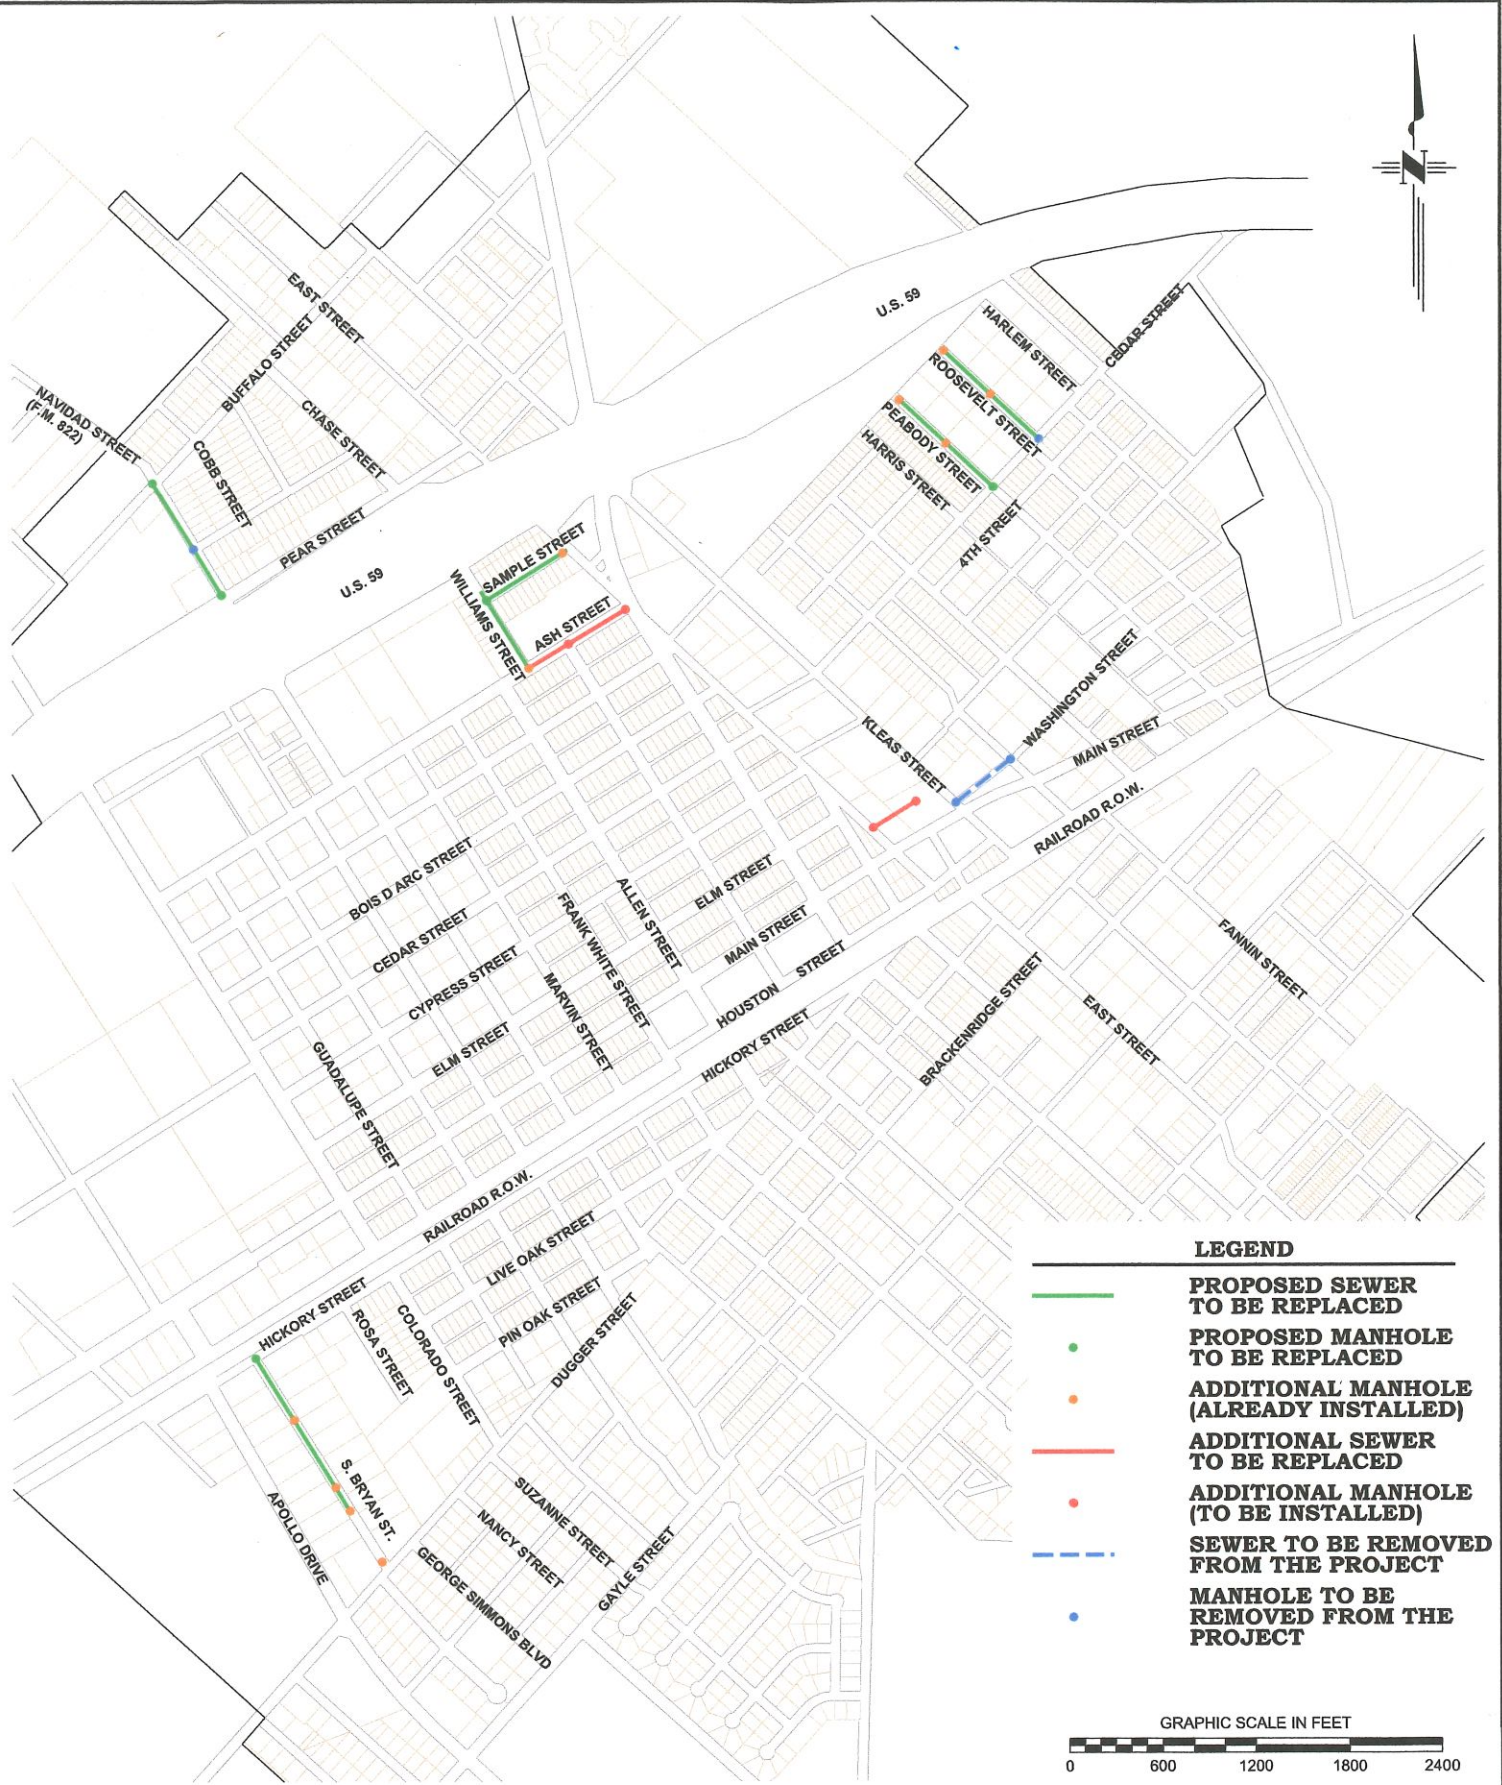 N
U.S. 59
HARLEM STREET
CEDAR STREET
EAST STREET
BUFFALO STREET
ROOSEVELT STREET
NAVIDAD STREET
(F.M. 822)
CHASE STREET
PEABODY STREET
HARRIS STREET
COBB STREET
PEAR STREET
4TH STREET
U.S. 59
SAMPLE STREET
WILLIAMS STREET
ASH STREET
WASHINGTON STREET
KLEAS STREET
MAIN STREET
RAILROAD R.O.W.
BOIS D ARC STREET
ELM STREET
ALLEN STREET
FRANK WHITE STREET
CEDAR STREET
MAIN STREET
FANNIN STREET
CYPRESS STREET
MARVIN STREET
HOUSTON STREET
BRACKENRIDGE STREET
EAST STREET
ELM STREET
HICKORY STREET
GUADALUPE STREET
RAILROAD R.O.W.
LIVE OAK STREET
HICKORY STREET
ROSA STREET
COLORADO STREET
PIN OAK STREET
DUGGER STREET
S. BRYAN ST.
APOLLO DRIVE
SUZANNE STREET
NANCY STREET
GEORGE SIMMONS BLVD
GAYLE STREET
LEGEND
PROPOSED SEWER
TO BE REPLACED
PROPOSED MANHOLE
TO BE REPLACED
ADDITIONAL MANHOLE
(ALREADY INSTALLED)
ADDITIONAL SEWER
TO BE REPLACED
ADDITIONAL MANHOLE
(TO BE INSTALLED)
SEWER TO BE REMOVED
FROM THE PROJECT
MANHOLE TO BE
REMOVED FROM THE
PROJECT
GRAPHIC SCALE IN FEET
0 600 1200 1800 2400